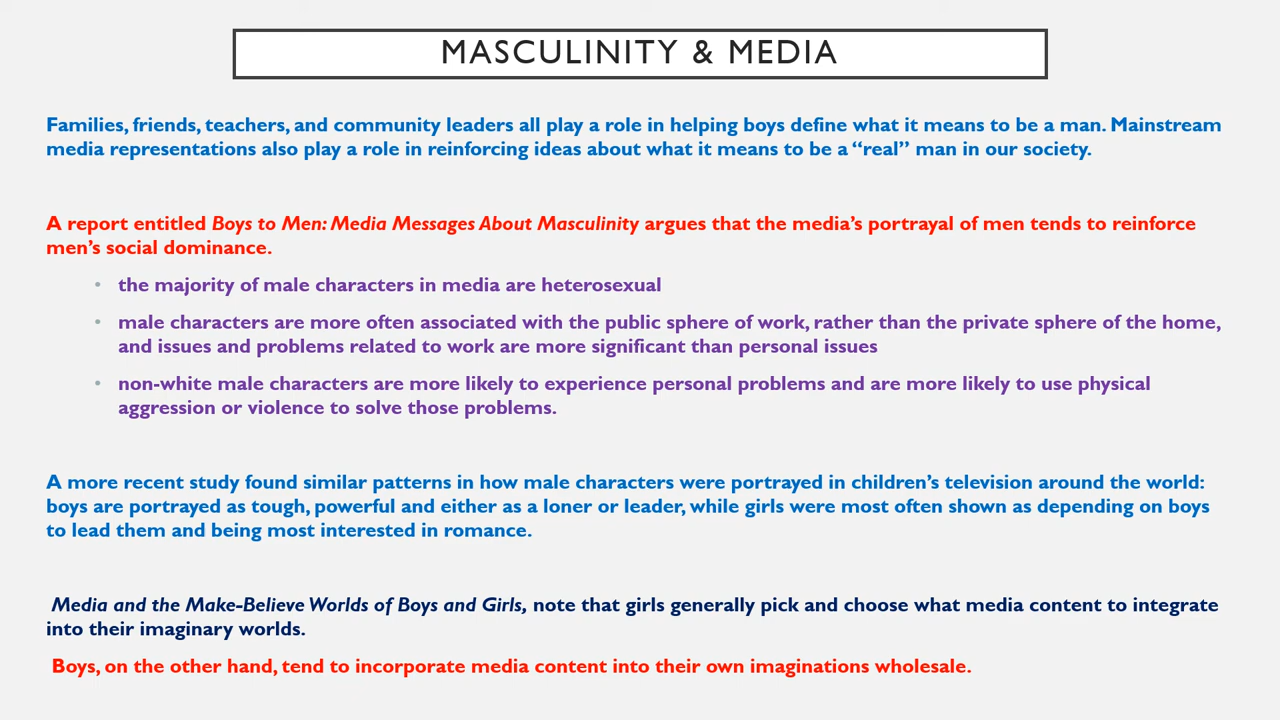 MASCULINITY & MEDIA
Families, friends, teachers, and community leaders all play a role in helping boys define what it means to be a man. Mainstream
media representations also play a role in reinforcing ideas about what it means to be a “real” man in our society.
A report entitled Boys to Men: Media Messages About Masculinity argues that the media’s portrayal of men tends to reinforce
men’s social dominance.
• the majority of male characters in media are heterosexual
• male characters are more often associated with the public sphere of work, rather than the private sphere of the home,
and issues and problems related to work are more significant than personal issues
• non-white male characters are more likely to experience personal problems and are more likely to use physical
aggression or violence to solve those problems.
A more recent study found similar patterns in how male characters were portrayed in children’s television around the world:
boys are portrayed as tough, powerful and either as a loner or leader, while girls were most often shown as depending on boys
to lead them and being most interested in romance.
Media and the Make-Believe Worlds of Boys and Girls, note that girls generally pick and choose what media content to integrate
into their imaginary worlds.
Boys, on the other hand, tend to incorporate media content into their own imaginations wholesale.